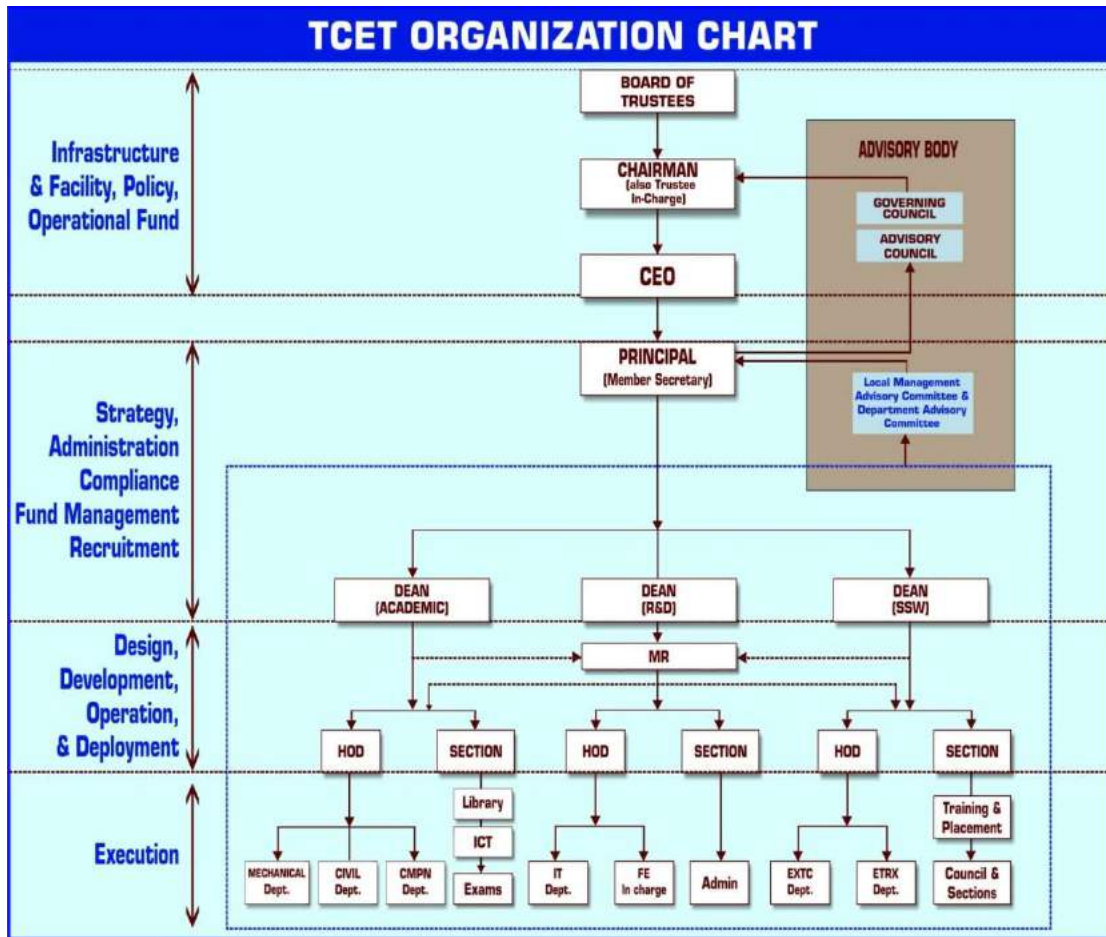 TCET ORGANIZATION CHART
BOARD OF
TRUSTEES
ADVISORY BODY
Infrastructure
& Facility, Policy,
Operational Fund
CHAIRMAN
(also Trustee
In-Charge)
GOVERNING
COUNCIL
ADVISORY
COUNCIL
CEO
PRINCIPAL
(Member Secretary)
Local Management
Advisory Committee &
Department Advisory
Committee
Strategy,
Administration
Compliance
Fund Management
Recruitment
DEAN
(ACADEMIC)
DEAN
(R&D)
DEAN
(SSW)
Design,
Development,
Operation,
& Deployment
MR
HOD
SECTION
HOD
SECTION
HOD
SECTION
Execution
Library
ICT
Exams
Training &
Placement
MECHANICAL
Dept.
CIVIL
Dept.
CMPN
Dept.
IT
Dept.
FE
In charge
Admin
EXTC
Dept.
ETRX
Dept.
Council &
Sections